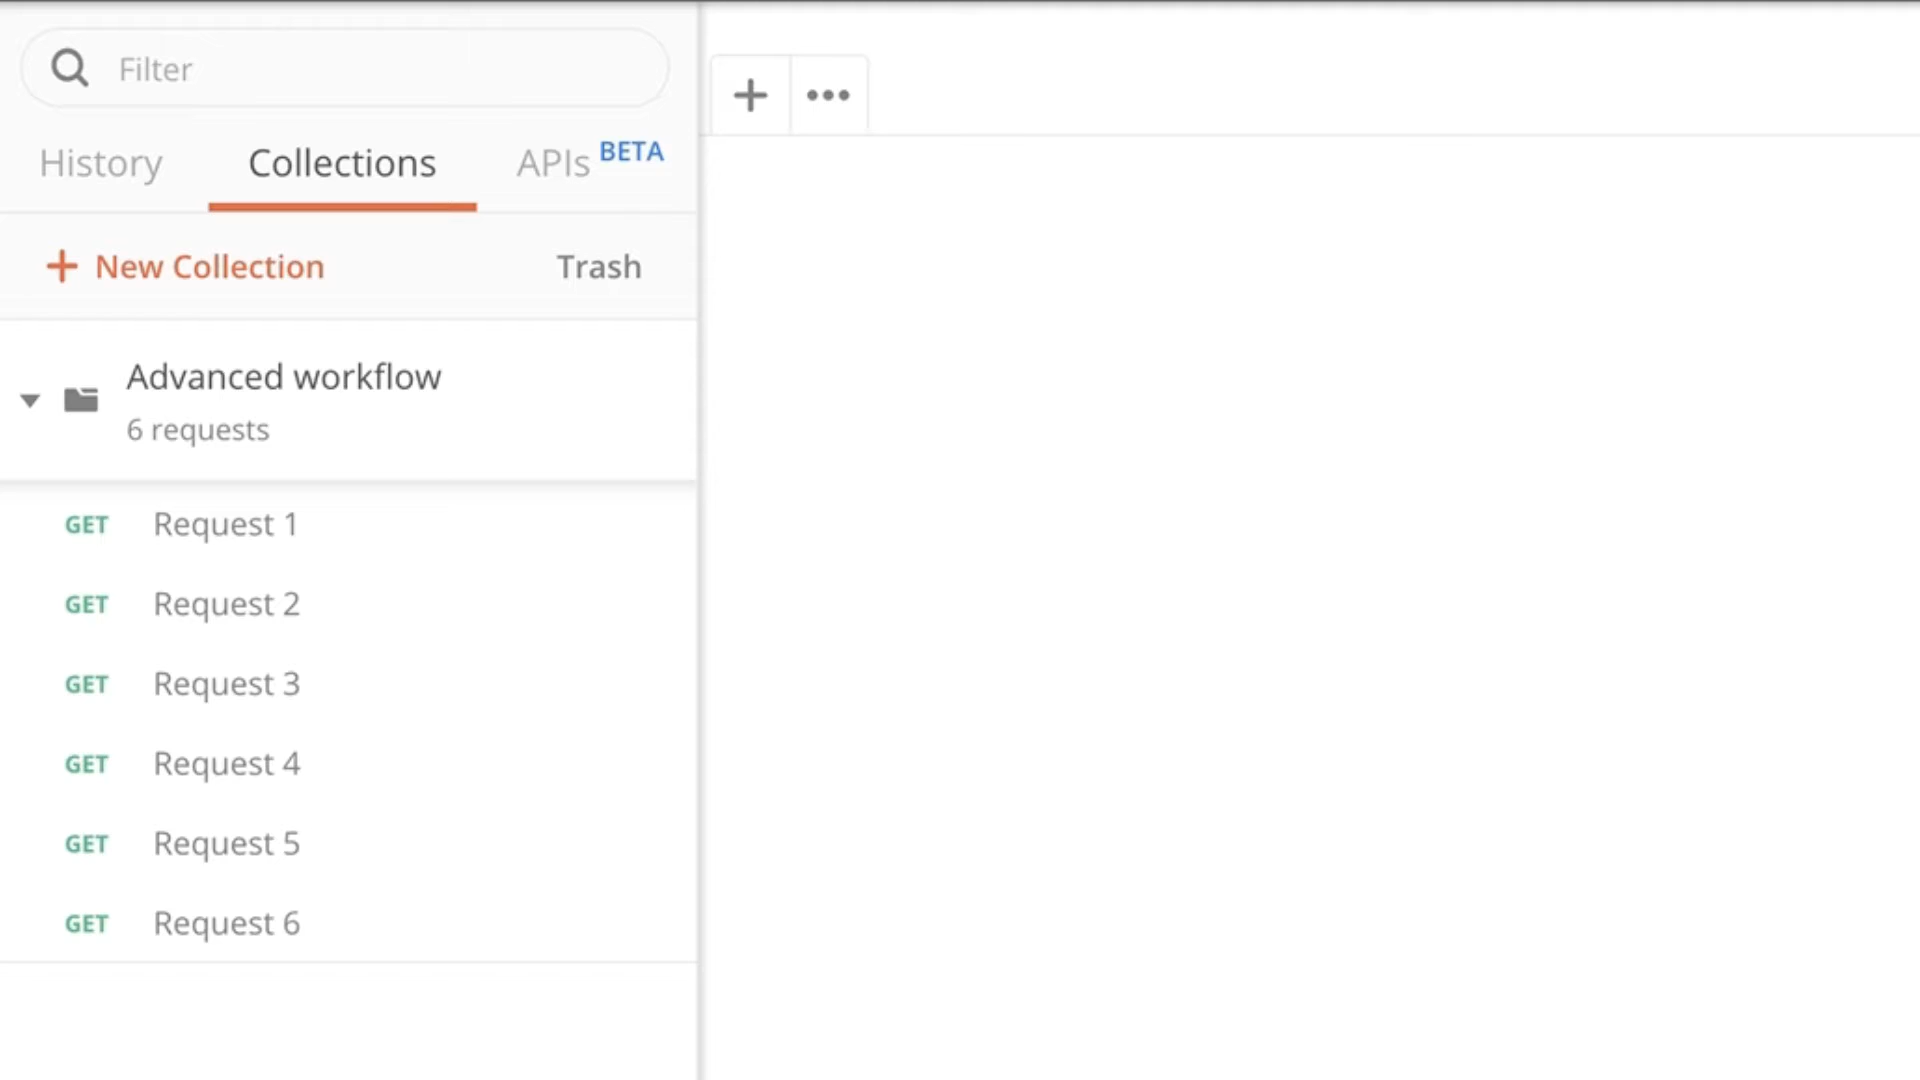 Filter
History Collections APIs BETA
New Collection Trash
Advanced workflow
6 requests
GET Request 1
GET Request 2
GET Request 3
GET Request 4
GET Request 5
GET Request 6